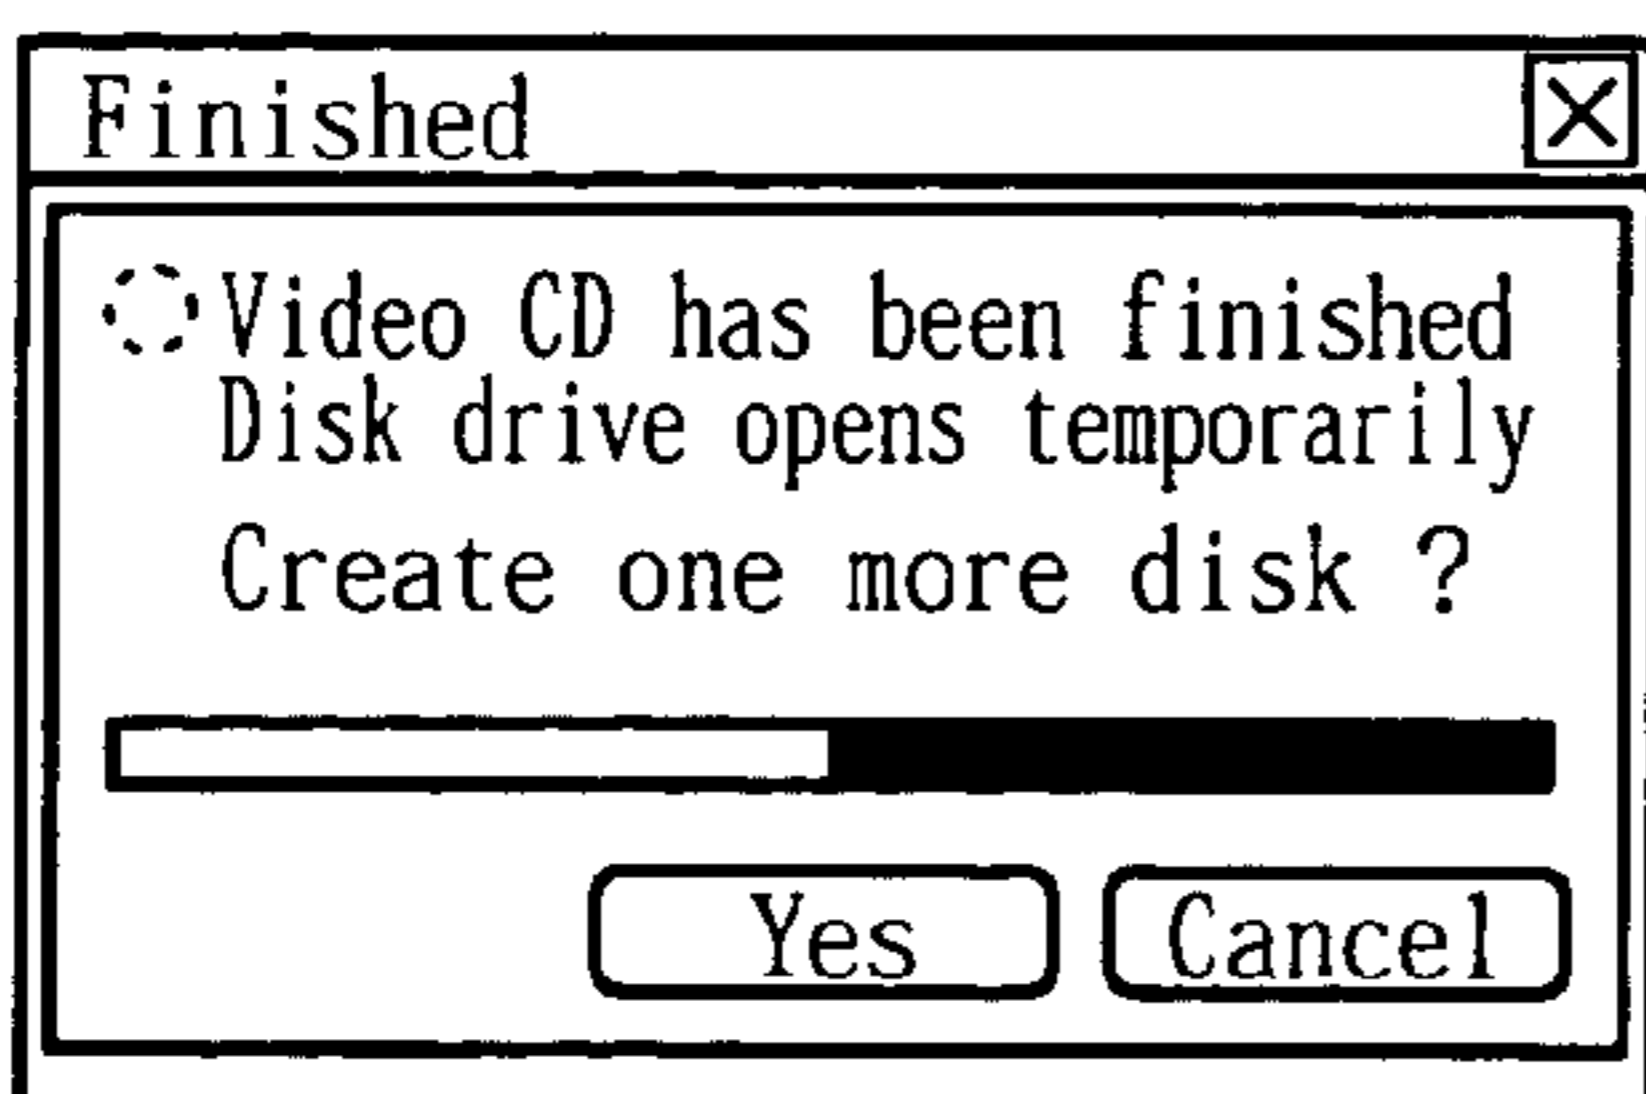 Finished
Video CD has been finished
Disk drive opens temporarily
Create one more disk ?
Yes Cancel